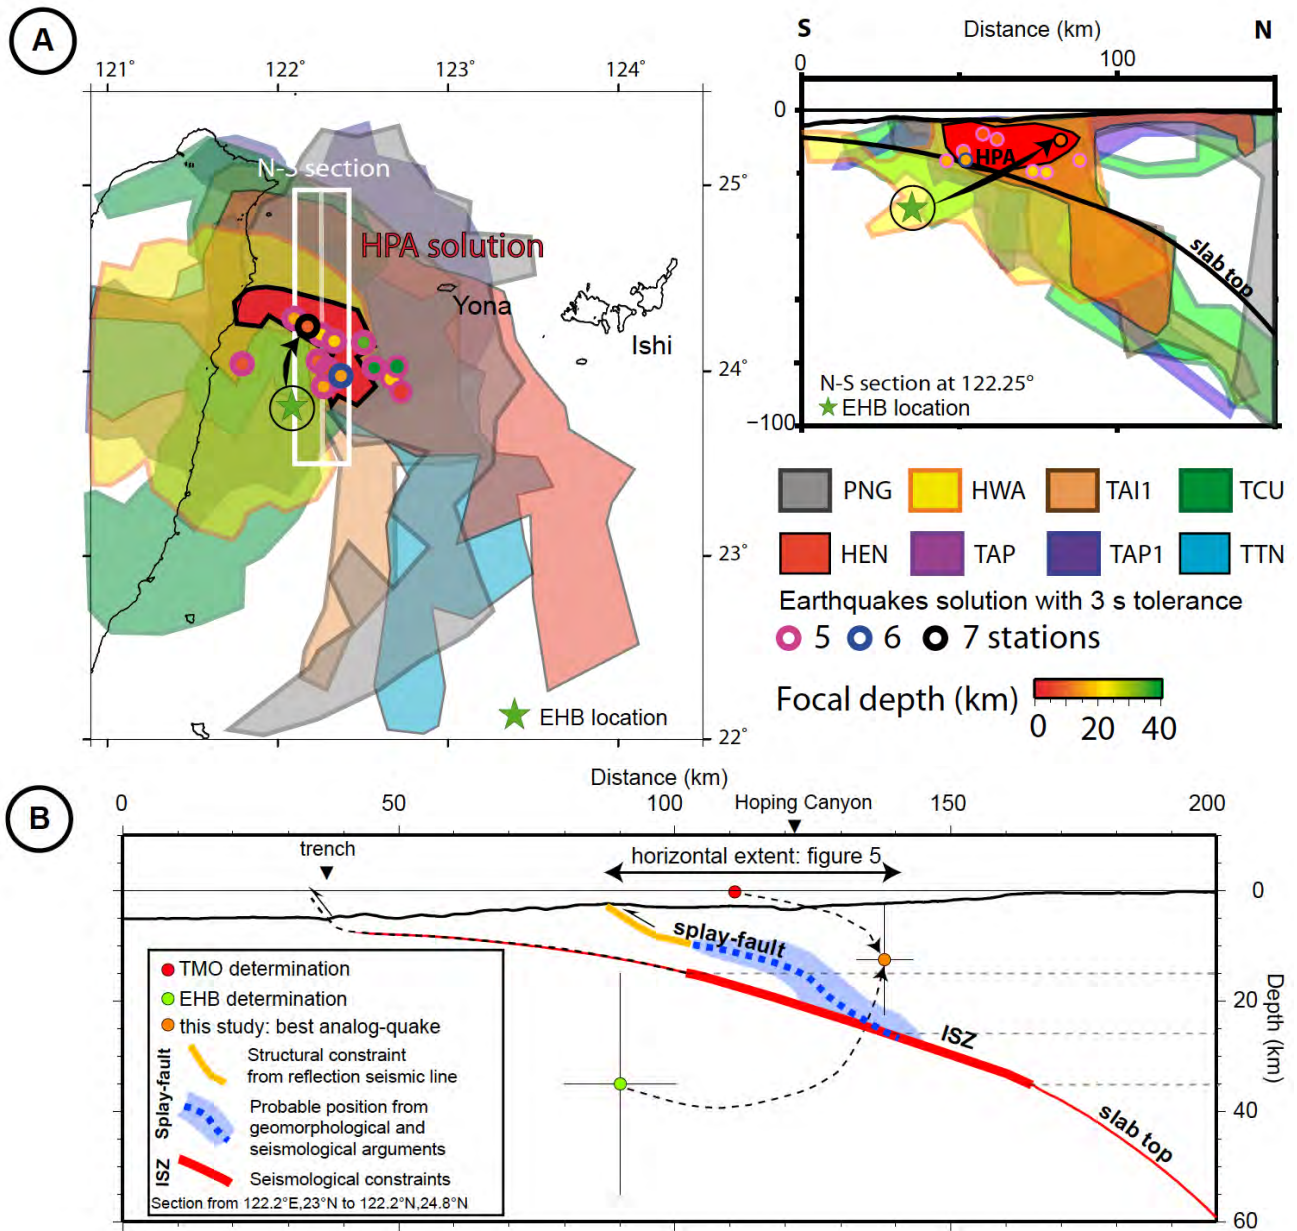 A
121°
122°
123°
124°
N-S section
25°
HPA solution
Yona
Ishi
24°
23°
EHB location
22°
S
Distance (km)
N
0
100
0
HPA
slab top
N-S section at 122.25°
EHB location
−100
PNG
HWA
TAI1
TCU
HEN
TAP
TAP1
TTN
Earthquakes solution with 3 s tolerance
5
6
7 stations
Focal depth (km)
0
20
40
B
Distance (km)
0
50
100
Hoping Canyon
150
200
trench
horizontal extent: figure 5
0
splay-fault
20
ISZ
Depth (km)
40
slab top
60
TMO determination
EHB determination
this study: best analog-quake
Splay-fault
Structural constraint
from reflection seismic line
Probable position from
geomorphological and
seismological arguments
ISZ
Seismological constraints
Section from 122.2°E,23°N to 122.2°N,24.8°N